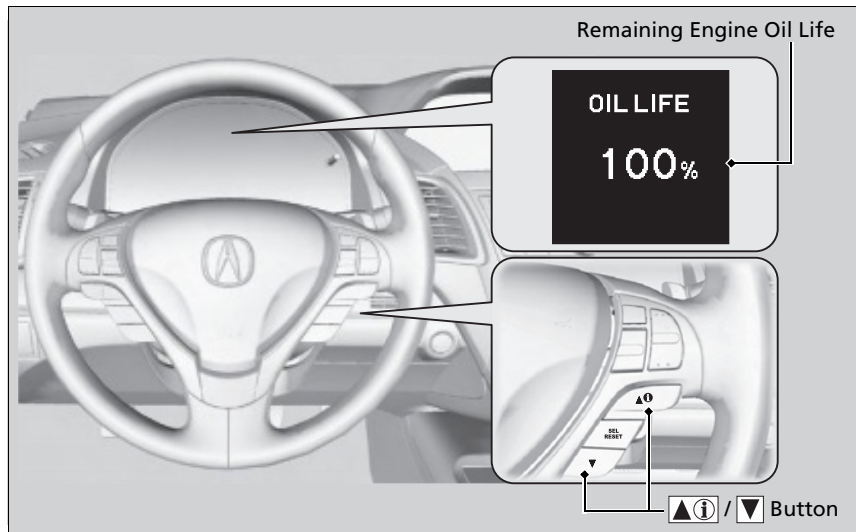 Remaining Engine Oil Life
OIL LIFE
100%
▲ⓘ
SEL
RESET
▼
▲ⓘ / ▼ Button